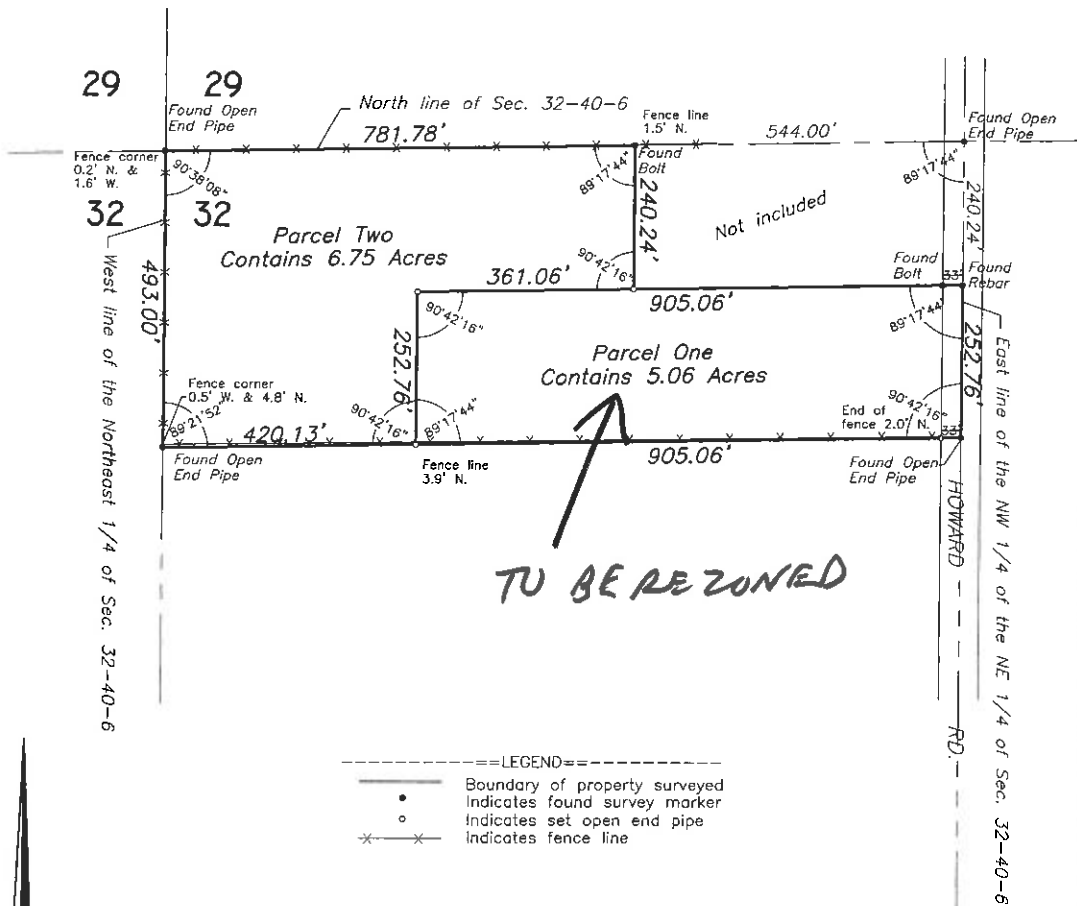 29
29
Found Open
End Pipe
North line of Sec. 32-40-6
781.78'
Fence line
1.5' N.
544.00'
Found Open
End Pipe
Fence corner
0.2' N. &
1.6' W.
90°38'08"
89°17'44"
Found
Bolt
89°17'44"
32
32
240.24'
240.24'
Not included
Parcel Two
Contains 6.75 Acres
West line of the Northeast 1/4 of Sec. 32-40-6
493.00'
361.06'
90°42'16"
Found
Bolt
33'
Found
Rebar
905.06'
90°42'16"
89°17'44"
252.76'
Parcel One
Contains 5.06 Acres
252.76'
East line of the NW 1/4 of the NE 1/4 of Sec. 32-40-6
Fence corner
0.5' W. & 4.8' N.
89°21'52"
420.13'
90°42'16"
89°17'44"
End of
fence 2.0' N.
90°42'16"
33'
Found Open
End Pipe
Fence line
3.9' N.
905.06'
Found Open
End Pipe
HOWARD RD.
TO BE REZONED
==LEGEND==
Boundary of property surveyed
Indicates found survey marker
Indicates set open end pipe
Indicates fence line